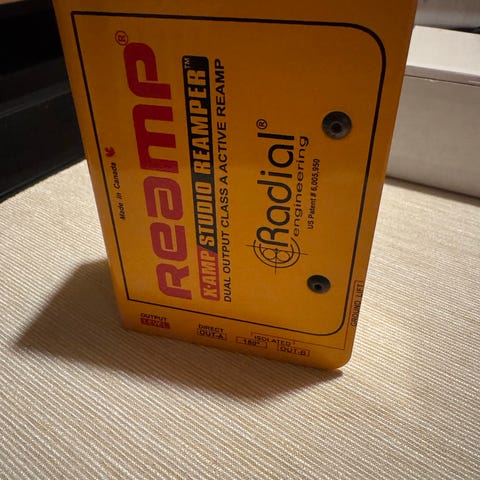 REAMP®
X-AMP STUDIO REAMPER™
DUAL OUTPUT CLASS A ACTIVE REAMP
Made in Canada
Radial®
engineering
US Patent # 6,005,950
OUTPUT
LEVEL
DIRECT
OUT-A
180°
ISOLATED
OUT-B
GROUND LIFT